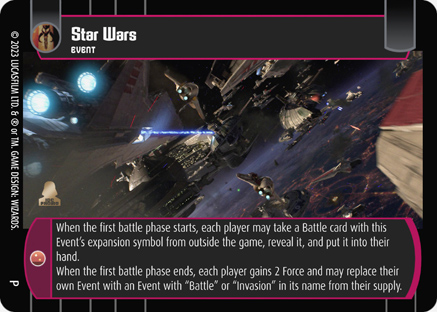 Star Wars
EVENT
© 2023 LUCASFILM LTD. & ® or TM. GAME DESIGN: WIZARDS.
P
When the first battle phase starts, each player may take a Battle card with this
Event's expansion symbol from outside the game, reveal it, and put it into their
hand.
When the first battle phase ends, each player gains 2 Force and may replace their
own Event with an Event with "Battle" or "Invasion" in its name from their supply.